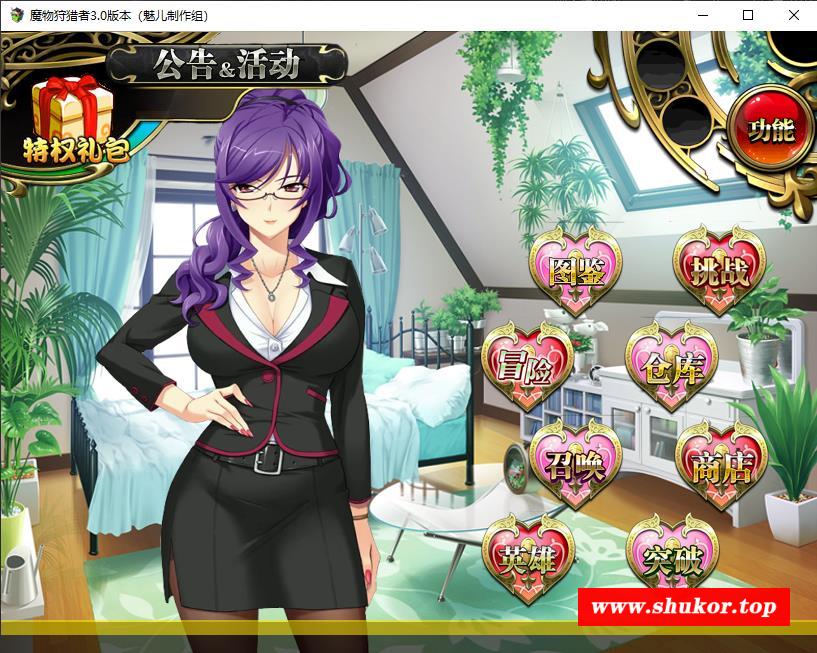 魔物狩猎者3.0版本（魅儿制作组）
公告&活动
特权礼包
功能
图鉴
挑战
冒险
仓库
召唤
商店
英雄
突破
www.shukor.top